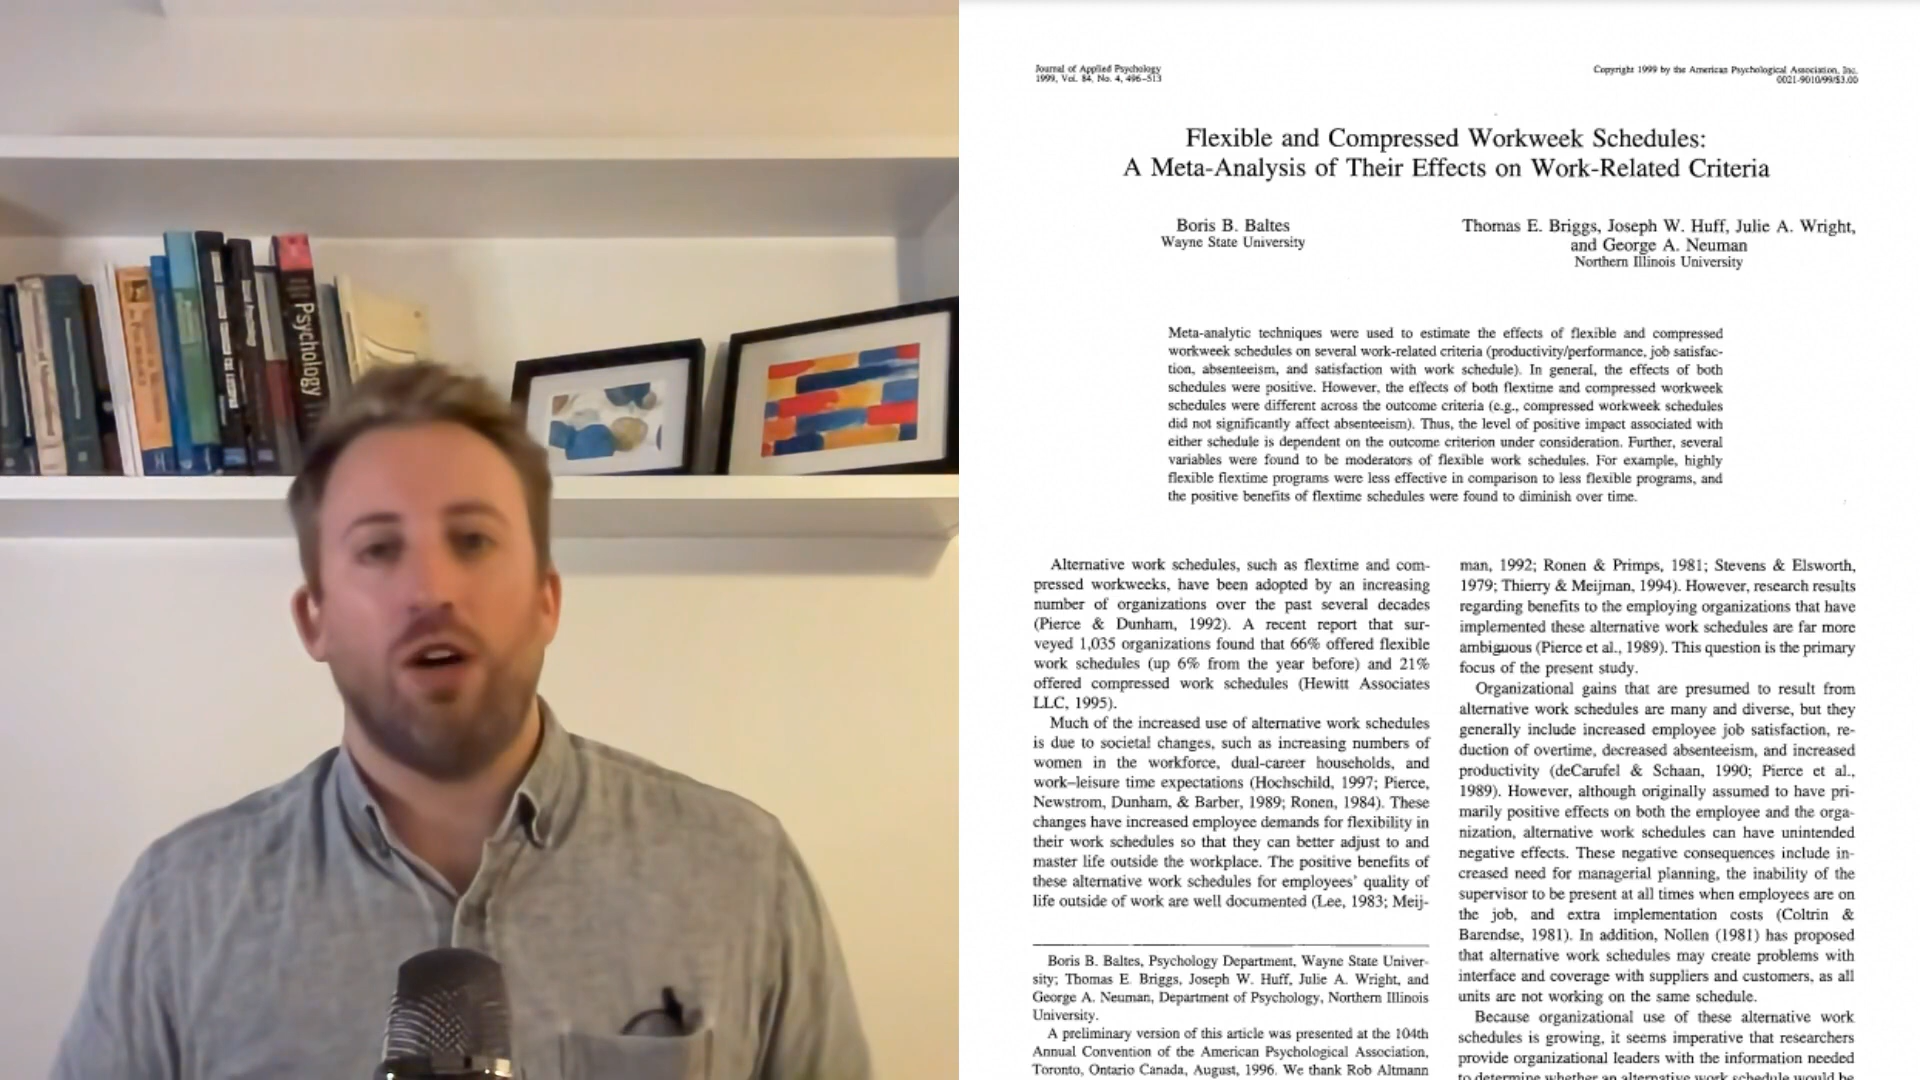 Psychology
Journal of Applied Psychology
1999, Vol. 84, No. 4, 496–513
Copyright 1999 by the American Psychological Association, Inc.
0021-9010/99/$3.00
Flexible and Compressed Workweek Schedules:
A Meta-Analysis of Their Effects on Work-Related Criteria
Boris B. Baltes
Wayne State University
Thomas E. Briggs, Joseph W. Huff, Julie A. Wright,
and George A. Neuman
Northern Illinois University
Meta-analytic techniques were used to estimate the effects of flexible and compressed
workweek schedules on several work-related criteria (productivity/performance, job satisfac-
tion, absenteeism, and satisfaction with work schedule). In general, the effects of both
schedules were positive. However, the effects of both flextime and compressed workweek
schedules were different across the outcome criteria (e.g., compressed workweek schedules
did not significantly affect absenteeism). Thus, the level of positive impact associated with
either schedule is dependent on the outcome criterion under consideration. Further, several
variables were found to be moderators of flexible work schedules. For example, highly
flexible flextime programs were less effective in comparison to less flexible programs, and
the positive benefits of flextime schedules were found to diminish over time.
Alternative work schedules, such as flextime and com-
pressed workweeks, have been adopted by an increasing
number of organizations over the past several decades
(Pierce & Dunham, 1992). A recent report that sur-
veyed 1,035 organizations found that 66% offered flexible
work schedules (up 6% from the year before) and 21%
offered compressed work schedules (Hewitt Associates
LLC, 1995).
Much of the increased use of alternative work schedules
is due to societal changes, such as increasing numbers of
women in the workforce, dual-career households, and
work–leisure time expectations (Hochschild, 1997; Pierce,
Newstrom, Dunham, & Barber, 1989; Ronen, 1984). These
changes have increased employee demands for flexibility in
their work schedules so that they can better adjust to and
master life outside the workplace. The positive benefits of
these alternative work schedules for employees' quality of
life outside of work are well documented (Lee, 1983; Meij-
Boris B. Baltes, Psychology Department, Wayne State Univer-
sity; Thomas E. Briggs, Joseph W. Huff, Julie A. Wright, and
George A. Neuman, Department of Psychology, Northern Illinois
University.
A preliminary version of this article was presented at the 104th
Annual Convention of the American Psychological Association,
Toronto, Ontario Canada, August, 1996. We thank Rob Altmann
man, 1992; Ronen & Primps, 1981; Stevens & Elsworth,
1979; Thierry & Meijman, 1994). However, research results
regarding benefits to the employing organizations that have
implemented these alternative work schedules are far more
ambiguous (Pierce et al., 1989). This question is the primary
focus of the present study.
Organizational gains that are presumed to result from
alternative work schedules are many and diverse, but they
generally include increased employee job satisfaction, re-
duction of overtime, decreased absenteeism, and increased
productivity (deCarufel & Schaan, 1990; Pierce et al.,
1989). However, although originally assumed to have pri-
marily positive effects on both the employee and the orga-
nization, alternative work schedules can have unintended
negative effects. These negative consequences include in-
creased need for managerial planning, the inability of the
supervisor to be present at all times when employees are on
the job, and extra implementation costs (Coltrin &
Barendse, 1981). In addition, Nollen (1981) has proposed
that alternative work schedules may create problems with
interface and coverage with suppliers and customers, as all
units are not working on the same schedule.
Because organizational use of these alternative work
schedules is growing, it seems imperative that researchers
provide organizational leaders with the information needed
to determine whether an alternative work schedule would be